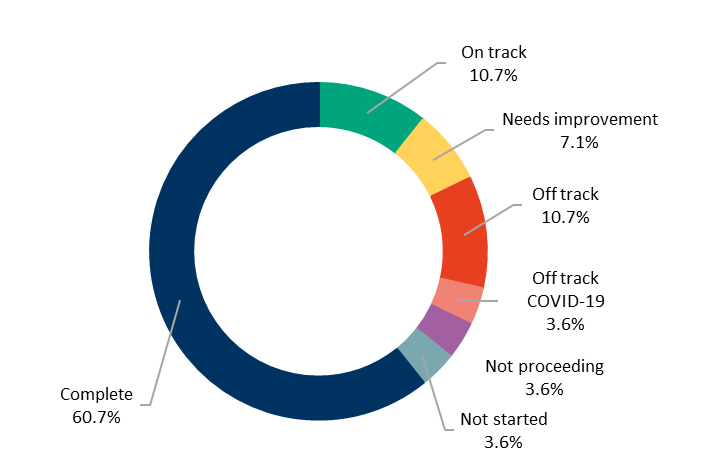 On track
10.7%
Needs improvement
7.1%
Off track
10.7%
Off track
COVID-19
3.6%
Not proceeding
3.6%
Not started
3.6%
Complete
60.7%